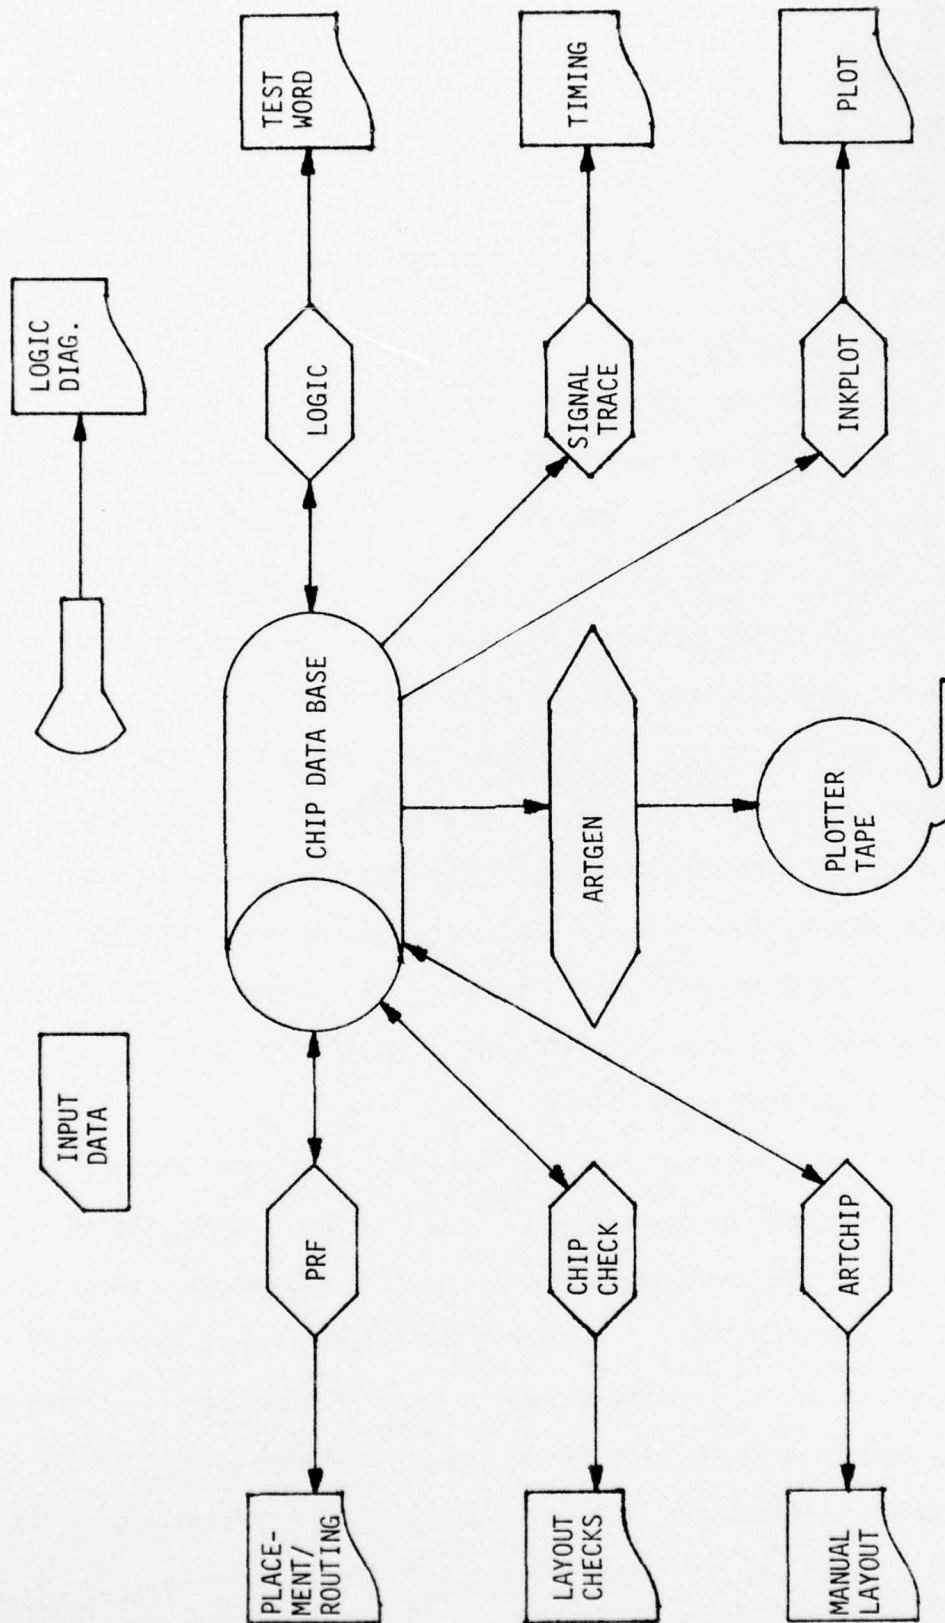 INPUT
DATA
LOGIC
DIAG.
PLACE-
MENT/
ROUTING
PRF
CHIP DATA BASE
LOGIC
TEST
WORD
LAYOUT
CHECKS
CHIP
CHECK
ARTGEN
SIGNAL
TRACE
TIMING
MANUAL
LAYOUT
ARTCHIP
PLOTTER
TAPE
INKPLOT
PLOT